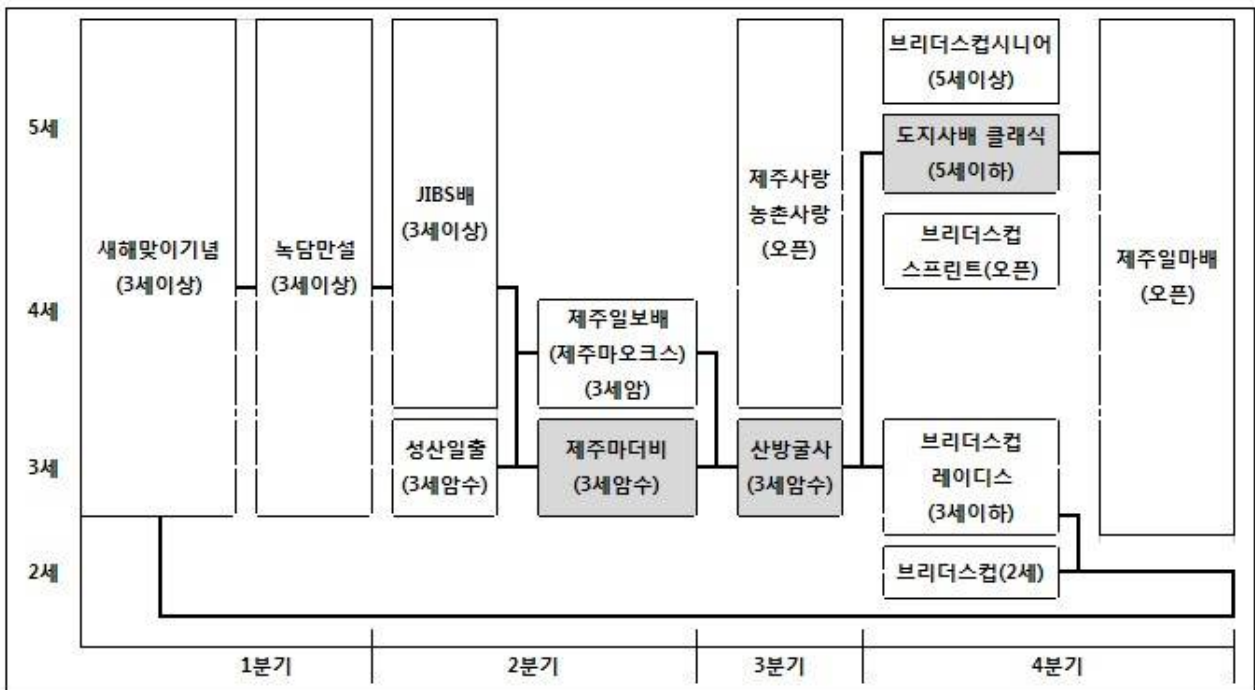 5세
4세
3세
2세
새해맞이기념
(3세이상)
녹담만설
(3세이상)
JIBS배
(3세이상)
성산일출
(3세암수)
제주일보배
(제주마오크스)
(3세암)
제주마더비
(3세암수)
제주사랑
농촌사랑
(오픈)
산방굴사
(3세암수)
브리더스컵시니어
(5세이상)
도지사배 클래식
(5세이하)
브리더스컵
스프린트(오픈)
브리더스컵
레이디스
(3세이하)
브리더스컵(2세)
제주일마배
(오픈)
1분기
2분기
3분기
4분기